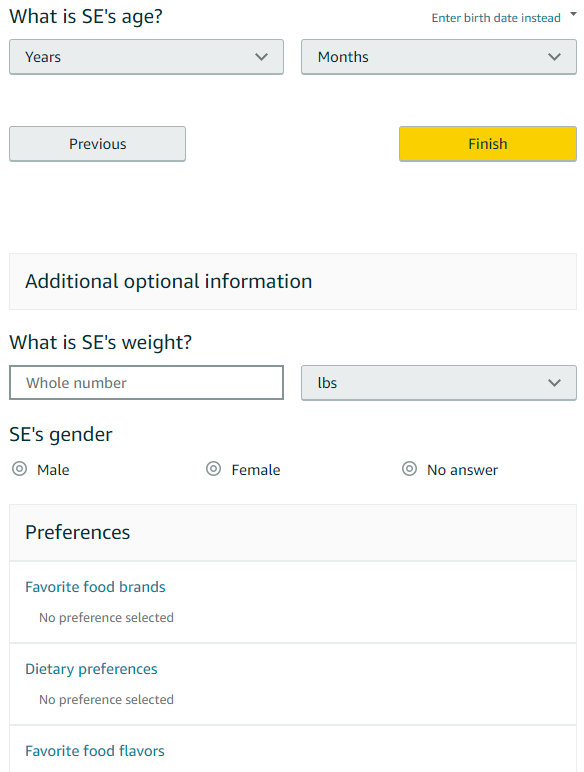 What is SE's age?
Enter birth date instead
Years
Months
Previous
Finish
Additional optional information
What is SE's weight?
Whole number
lbs
SE's gender
Male
Female
No answer
Preferences
Favorite food brands
No preference selected
Dietary preferences
No preference selected
Favorite food flavors